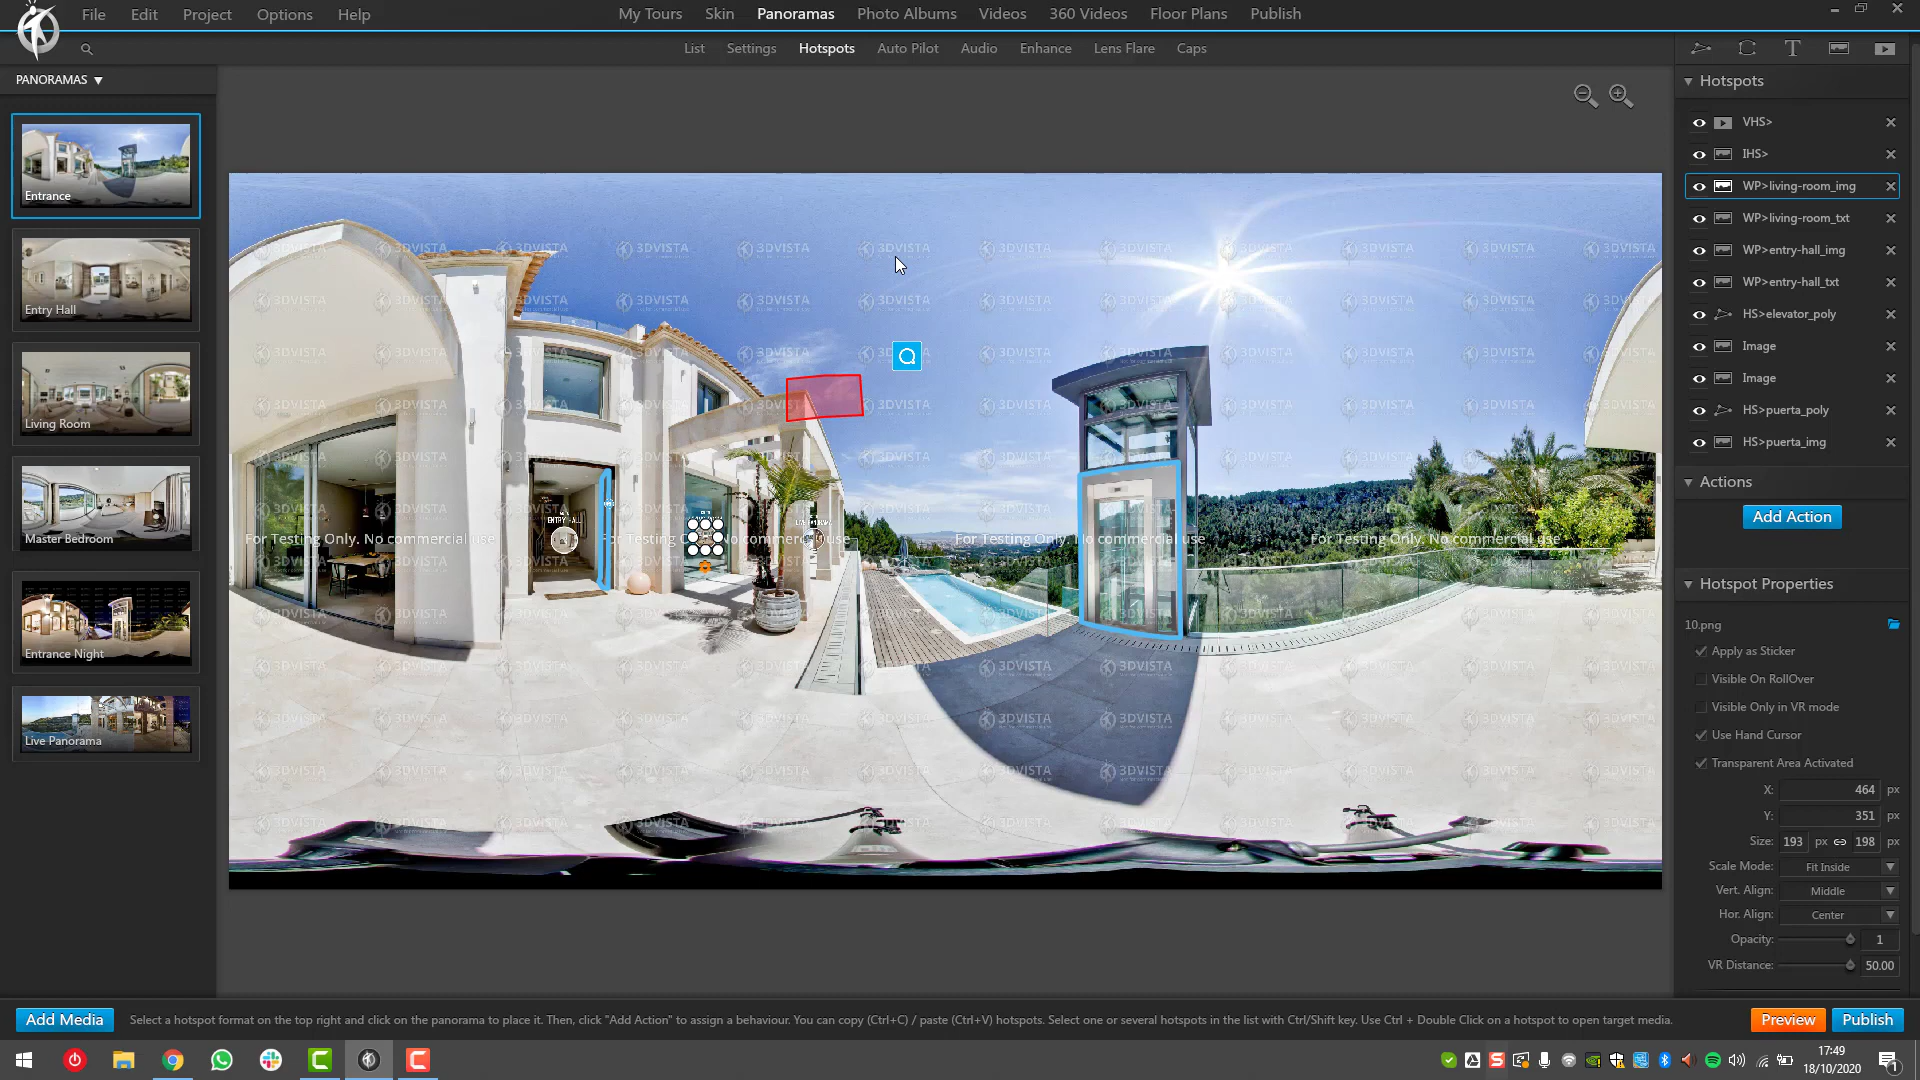 File Edit Project Options Help
My Tours Skin Panoramas Photo Albums Videos 360 Videos Floor Plans Publish
List Settings Hotspots Auto Pilot Audio Enhance Lens Flare Caps
PANORAMAS
Entrance
Entry Hall
Living Room
Master Bedroom
Entrance Night
Live Panorama
3DVISTA
ENTRY HALL
For Testing Only. No commercial use
For Testing Only. No commercial use
For Testing Only. No commercial use
Hotspots
VHS>
IHS>
WP>living-room_img
WP>living-room_txt
WP>entry-hall_img
WP>entry-hall_txt
HS>elevator_poly
Image
Image
HS>puerta_poly
HS>puerta_img
Actions
Add Action
Hotspot Properties
10.png
Apply as Sticker
Visible On RollOver
Visible Only in VR mode
Use Hand Cursor
Transparent Area Activated
X: 464 px
Y: 351 px
Size: 193 px 198 px
Scale Mode: Fit Inside
Vert. Align: Middle
Hor. Align: Center
Opacity: 1
VR Distance: 50.00
Add Media
Select a hotspot format on the top right and click on the panorama to place it. Then, click "Add Action" to assign a behaviour. You can copy (Ctrl+C) / paste (Ctrl+V) hotspots. Select one or several hotspots in the list with Ctrl/Shift key. Use Ctrl + Double Click on a hotspot to open target media.
Preview
Publish
17:49
18/10/2020
1